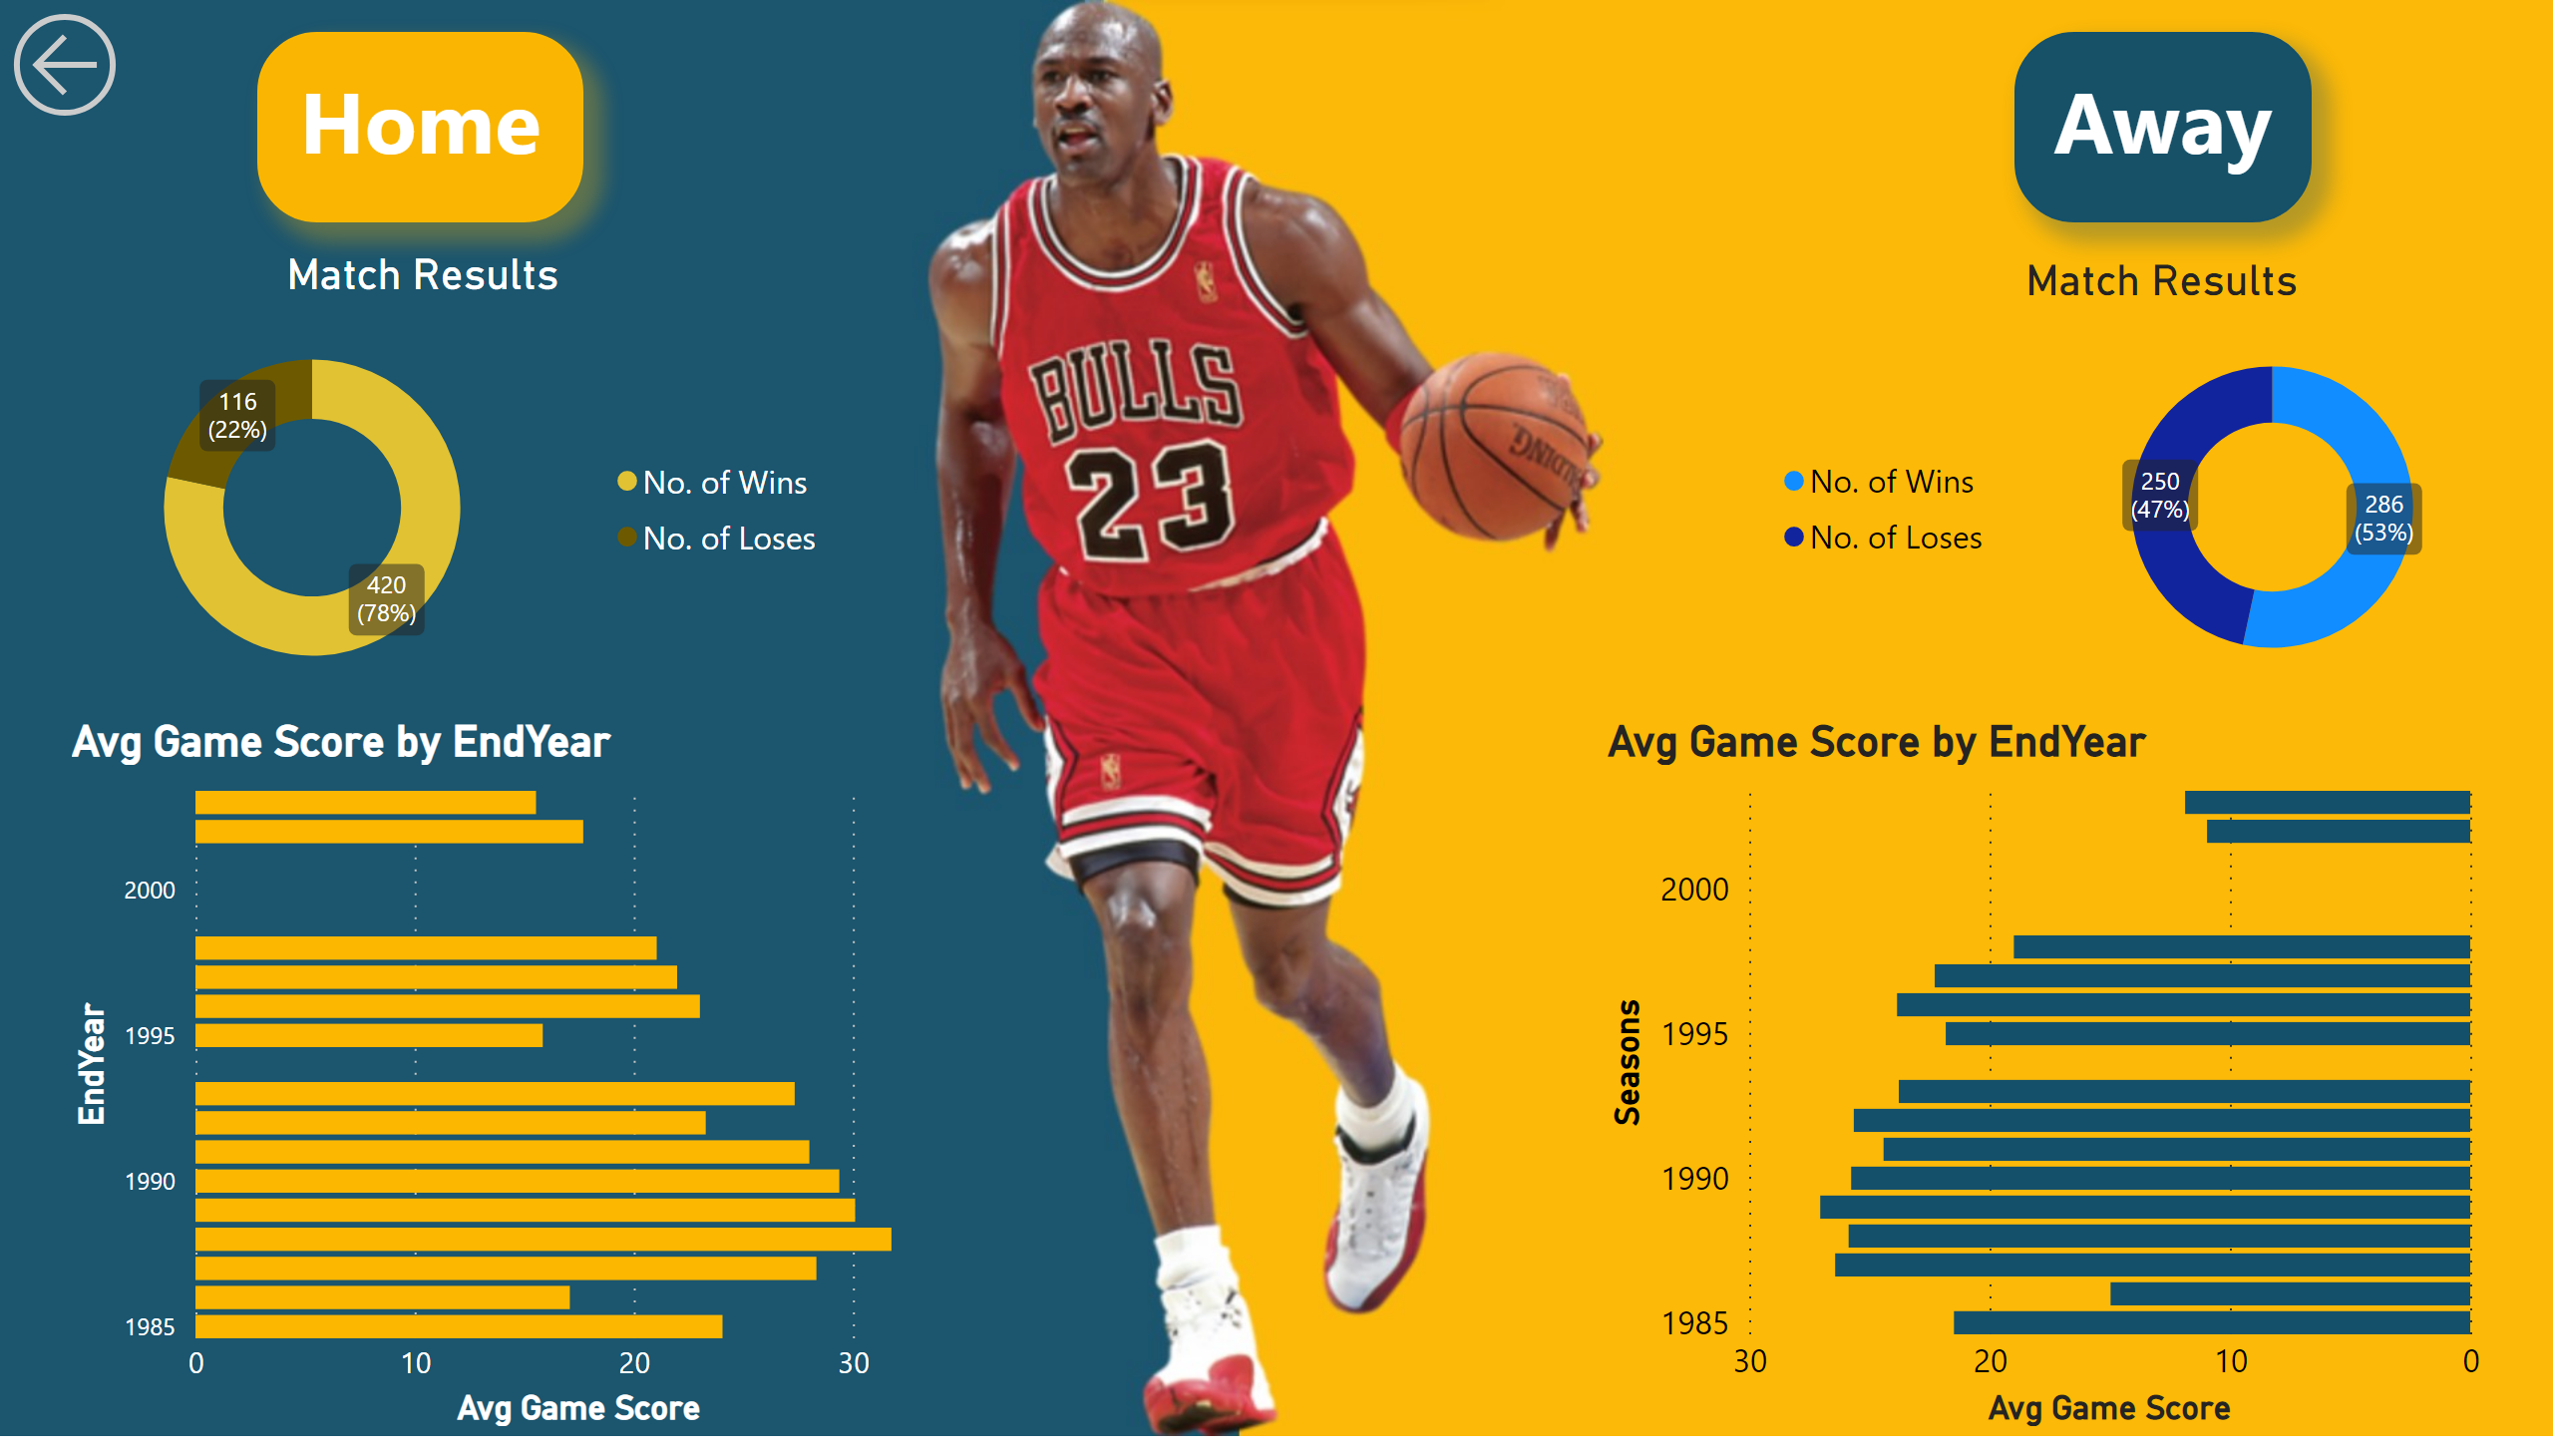 Home
Match Results
116
(22%)
420
(78%)
No. of Wins
No. of Loses
Avg Game Score by EndYear
EndYear
2000
1995
1990
1985
0 10 20 30
Avg Game Score
BULLS
23
SPALDING
Away
Match Results
No. of Wins
No. of Loses
250
(47%)
286
(53%)
Avg Game Score by EndYear
Seasons
2000
1995
1990
1985
30 20 10 0
Avg Game Score